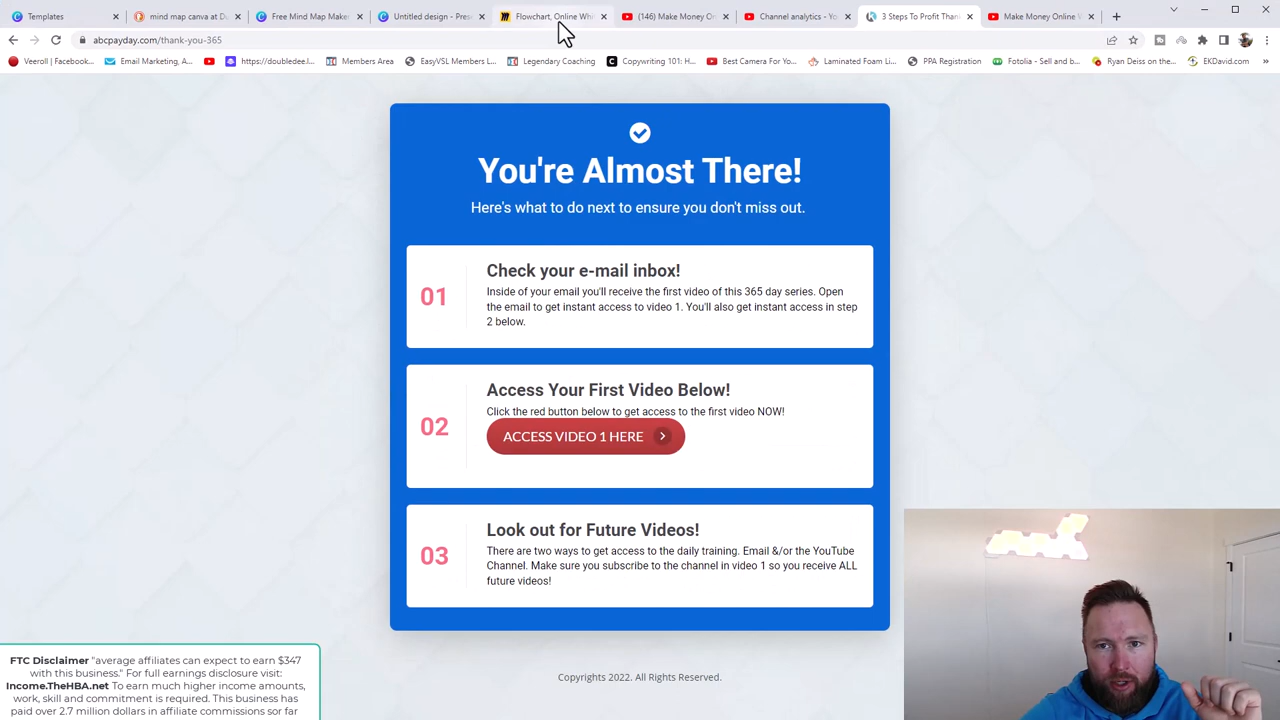 Templates
mind map canva at Du
Free Mind Map Maker
Untitled design - Prese
Flowchart, Online Whi
(146) Make Money O
Channel analytics - Yo
3 Steps To Profit Than
Make Money Online W
abcpayday.com/thank-you-365
Veeroll | Facebook...
Email Marketing, A...
https://doubledee.l...
Members Area
EasyVSL Members L...
Legendary Coaching
Copywriting 101: H...
Best Camera For Yo...
Laminated Foam Li...
PPA Registration
Fotolia - Sell and b...
Ryan Deiss on the...
EKDavid.com
You're Almost There!
Here's what to do next to ensure you don't miss out.
01
Check your e-mail inbox!
Inside of your email you'll receive the first video of this 365 day series. Open
the email to get instant access to video 1. You'll also get instant access in step
2 below.
02
Access Your First Video Below!
Click the red button below to get access to the first video NOW!
ACCESS VIDEO 1 HERE
03
Look out for Future Videos!
There are two ways to get access to the daily training. Email &/or the YouTube
Channel. Make sure you subscribe to the channel in video 1 so you receive ALL
future videos!
Copyrights 2022. All Rights Reserved.
FTC Disclaimer "average affiliates can expect to earn $347
with this business." For full earnings disclosure visit:
Income.TheHBA.net To earn much higher income amounts,
work, skill and commitment is required. This business has
paid over 2.7 million dollars in affiliate commissions sor far